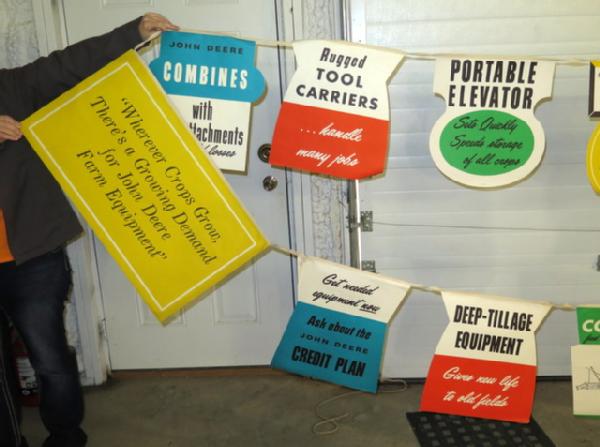 "Wherever Crops Grow,
There's a Growing Demand
for John Deere
Farm Equipment"
JOHN DEERE
COMBINES
with
losses
Rugged
TOOL
CARRIERS
...handle
many jobs
PORTABLE
ELEVATOR
Sets Quickly
Speeds storage
of all crops
Get needed
equipment now
Ask about the
JOHN DEERE
CREDIT PLAN
DEEP-TILLAGE
EQUIPMENT
Gives new life
to old fields